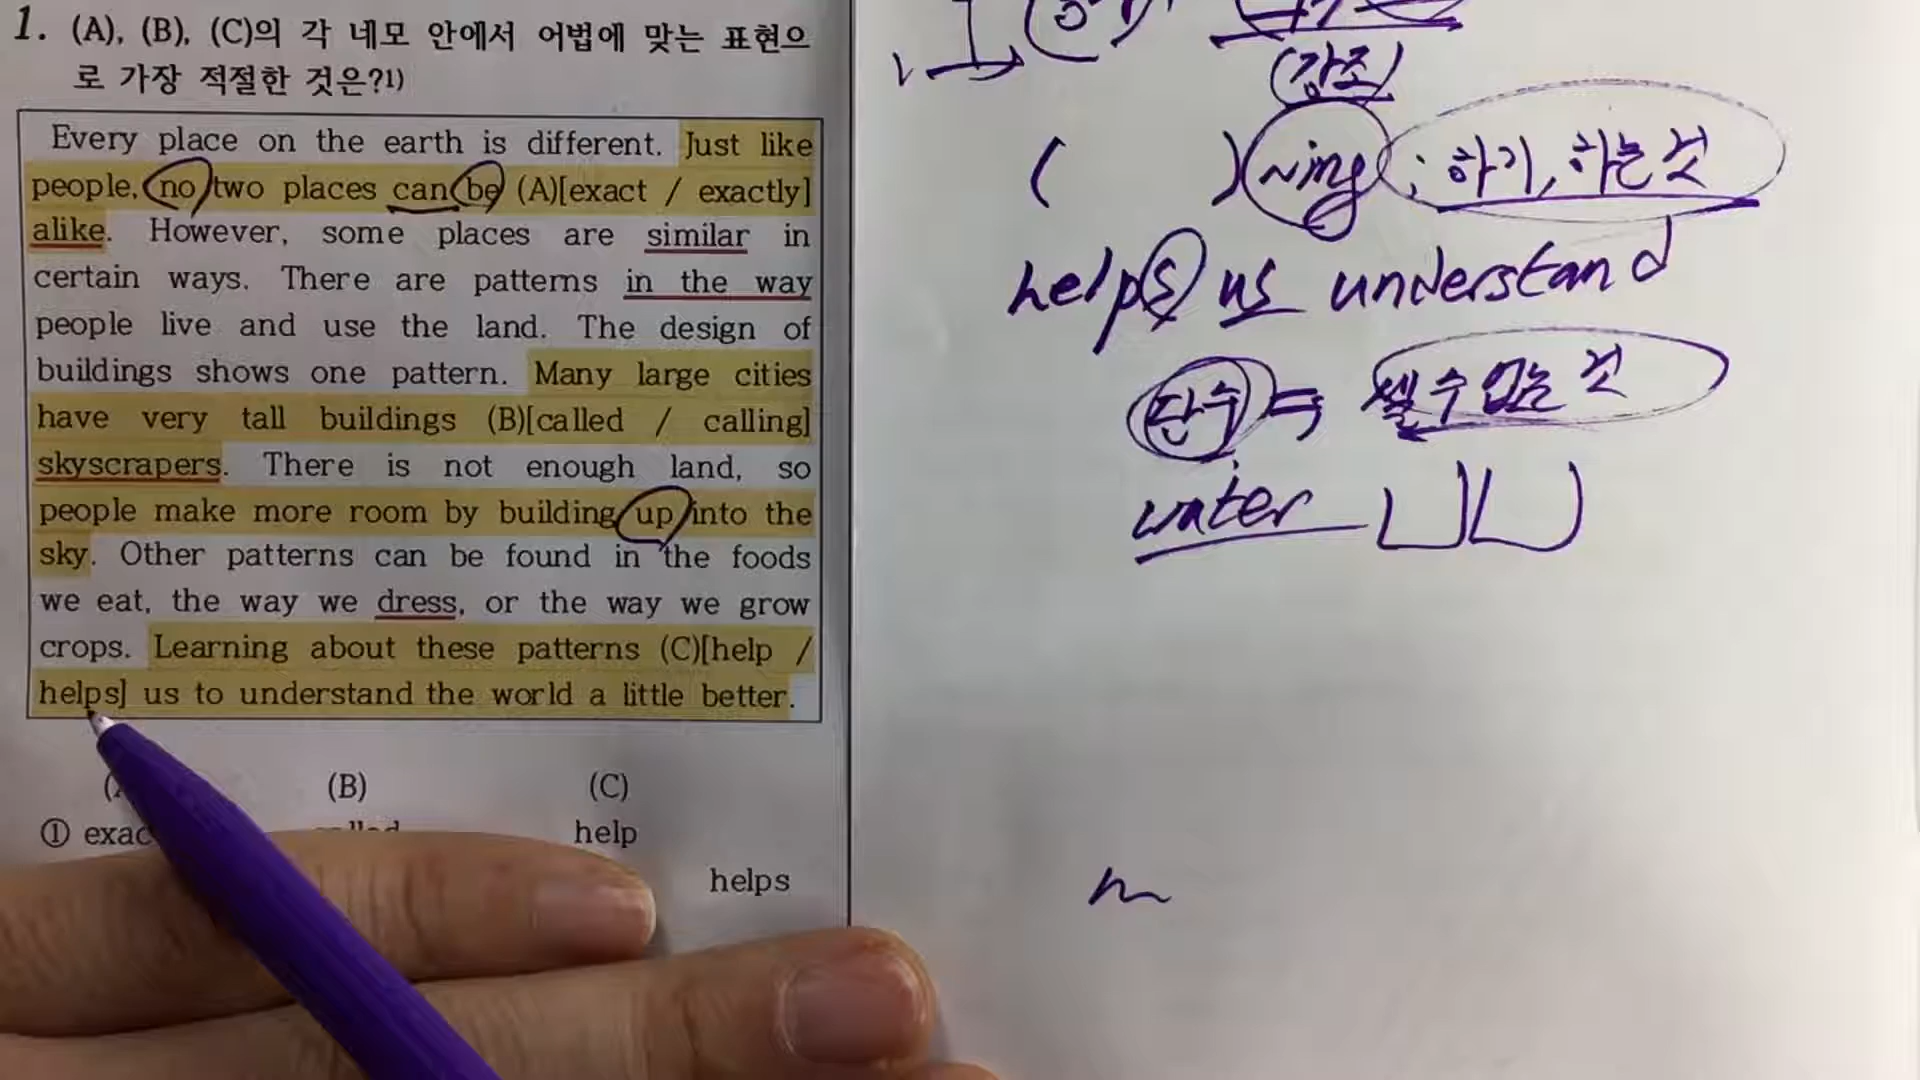 1. (A), (B), (C)의 각 네모 안에서 어법에 맞는 표현으
로 가장 적절한 것은?1)
Every place on the earth is different. Just like
people, no two places can be (A)[exact / exactly]
alike. However, some places are similar in
certain ways. There are patterns in the way
people live and use the land. The design of
buildings shows one pattern. Many large cities
have very tall buildings (B)[called / calling]
skyscrapers. There is not enough land, so
people make more room by building up into the
sky. Other patterns can be found in the foods
we eat, the way we dress, or the way we grow
crops. Learning about these patterns (C)[help /
helps] us to understand the world a little better.
(B) (C)
① exac help
helps
(강조)
( ) ~ing ; 하기, 하는 것
helps us understand
단수 = 셀 수 없는 것
water